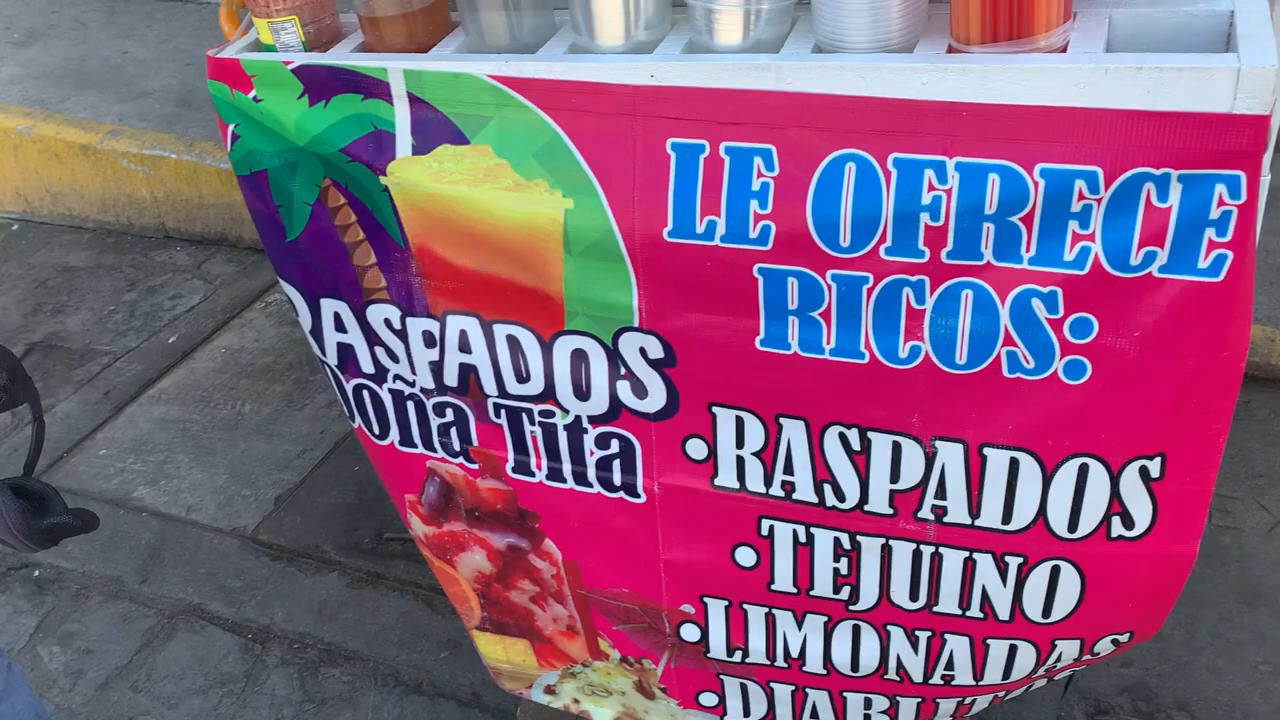 RASPADOS
Doña Tita
LE OFRECE
RICOS:
•RASPADOS
•TEJUINO
•LIMONADAS
•DIABLITOS